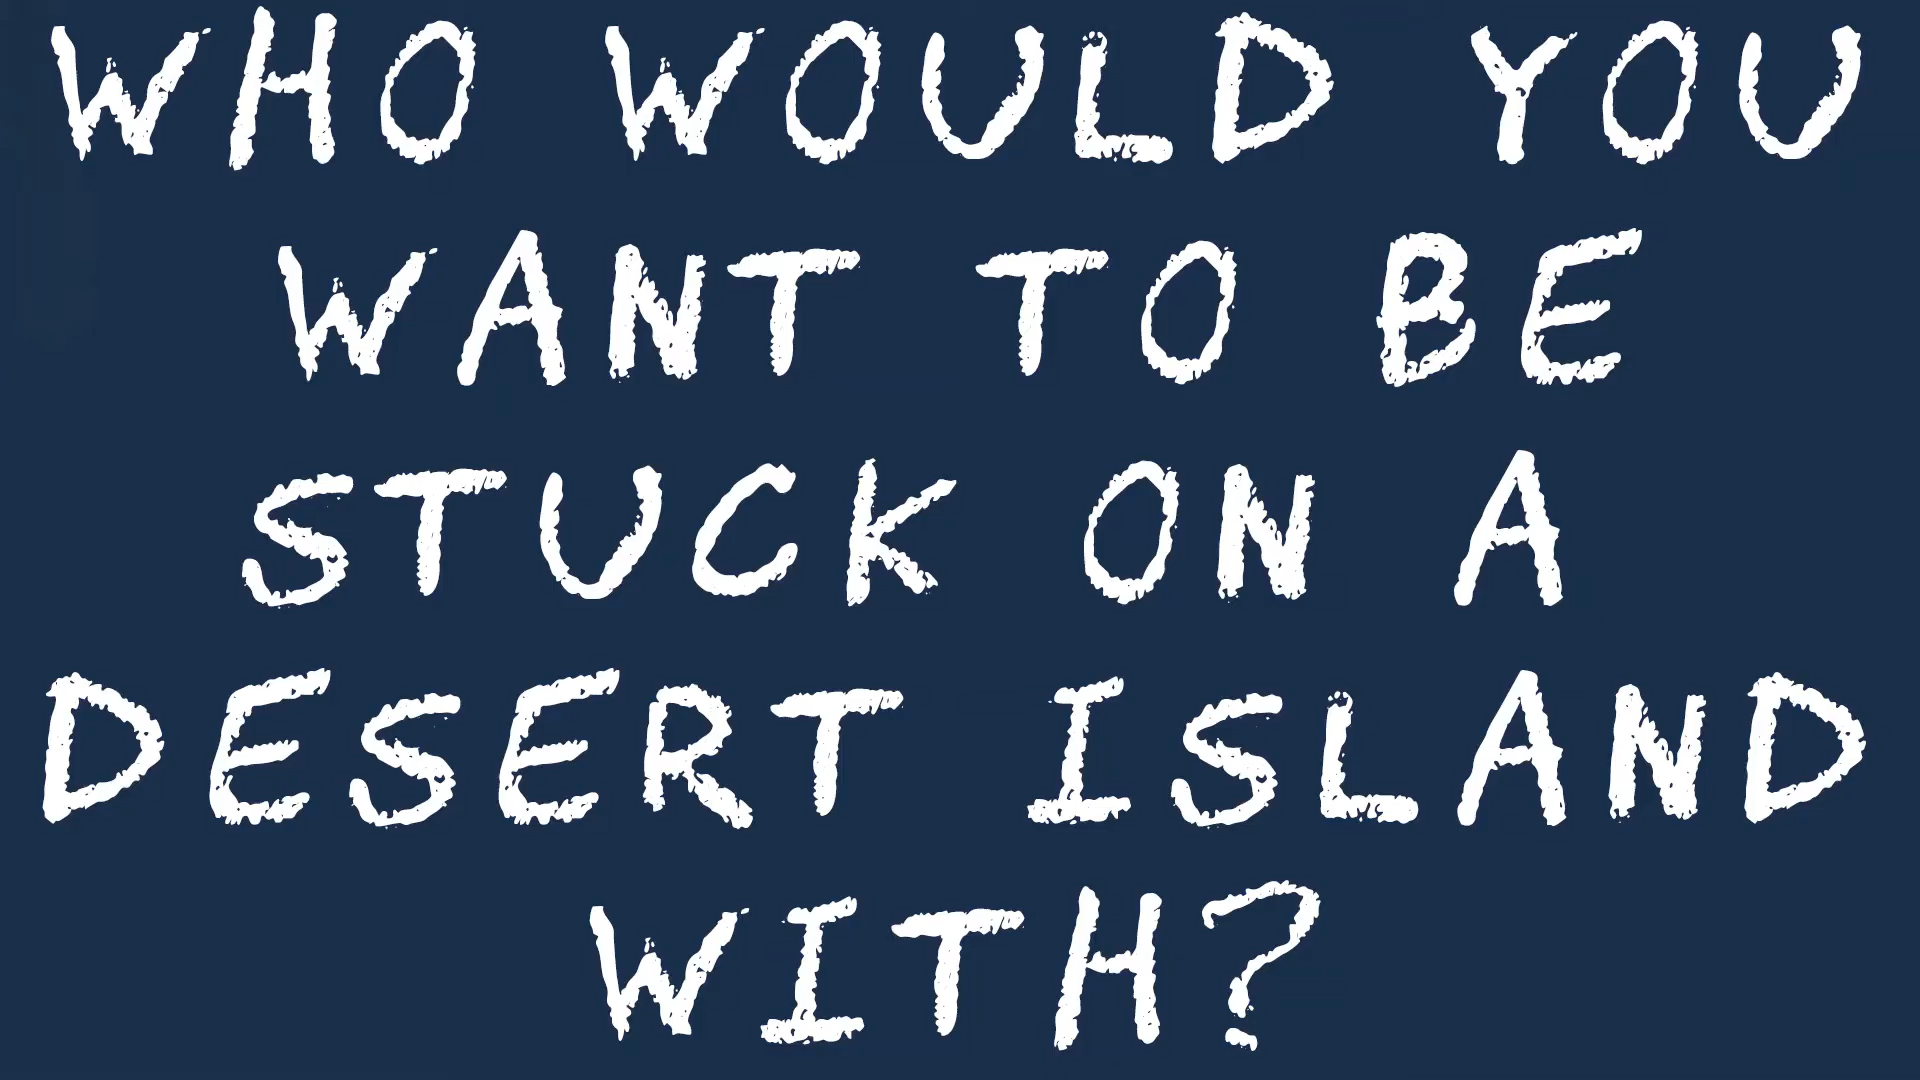 WHO WOULD YOU
WANT TO BE
STUCK ON A
DESERT ISLAND
WITH?